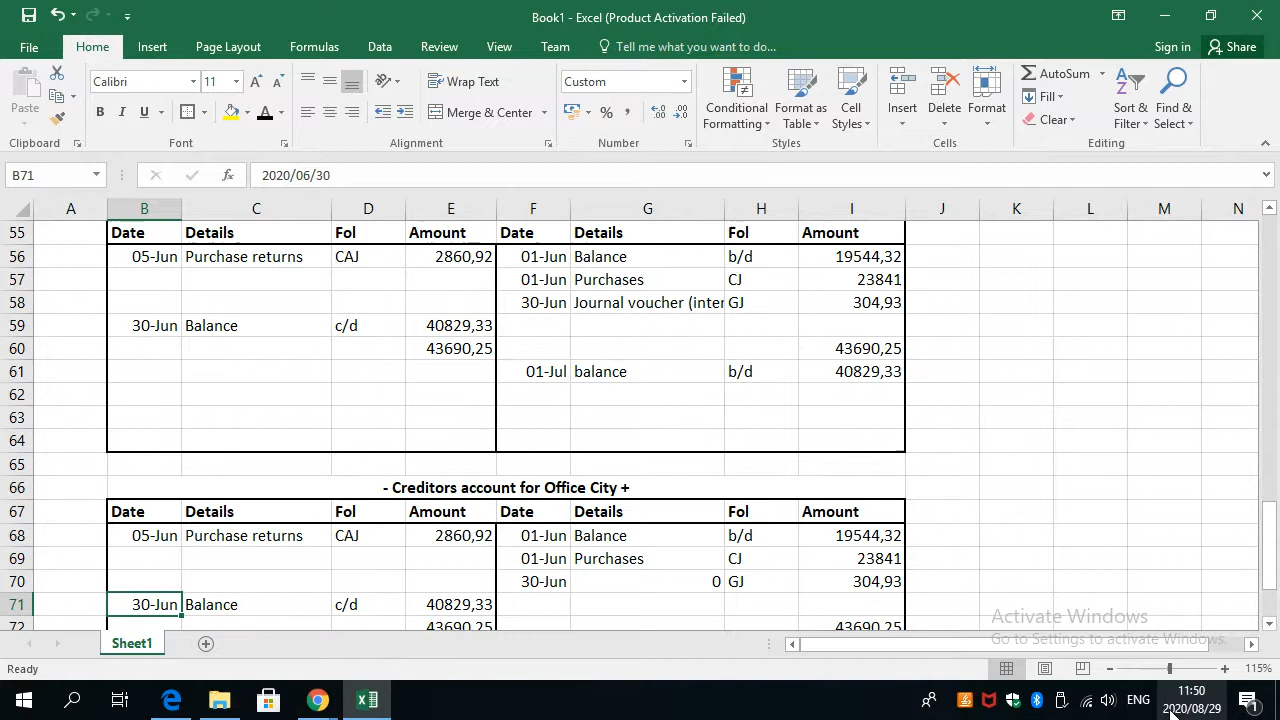 Book1 - Excel (Product Activation Failed)
File Home Insert Page Layout Formulas Data Review View Team Tell me what you want to do... Sign in Share
Paste
Calibri 11
B I U A
Wrap Text
Merge & Center
Custom
% ,
Conditional Formatting
Format as Table
Cell Styles
Insert Delete Format
AutoSum
Fill
Clear
Sort & Filter
Find & Select
Clipboard Font Alignment Number Styles Cells Editing
B71 fx 2020/06/30
A B C D E F G H I J K L M N
55 Date Details Fol Amount Date Details Fol Amount
56 05-Jun Purchase returns CAJ 2860,92 01-Jun Balance b/d 19544,32
57 01-Jun Purchases CJ 23841
58 30-Jun Journal voucher (inter GJ 304,93
59 30-Jun Balance c/d 40829,33
60 43690,25 43690,25
61 01-Jul balance b/d 40829,33
62
63
64
65
66 - Creditors account for Office City +
67 Date Details Fol Amount Date Details Fol Amount
68 05-Jun Purchase returns CAJ 2860,92 01-Jun Balance b/d 19544,32
69 01-Jun Purchases CJ 23841
70 30-Jun 0 GJ 304,93
71 30-Jun Balance c/d 40829,33
72 43690,25 43690,25
Activate Windows
Go to Settings to activate Windows.
Sheet1
Ready 115%
ENG 11:50
2020/08/29
1